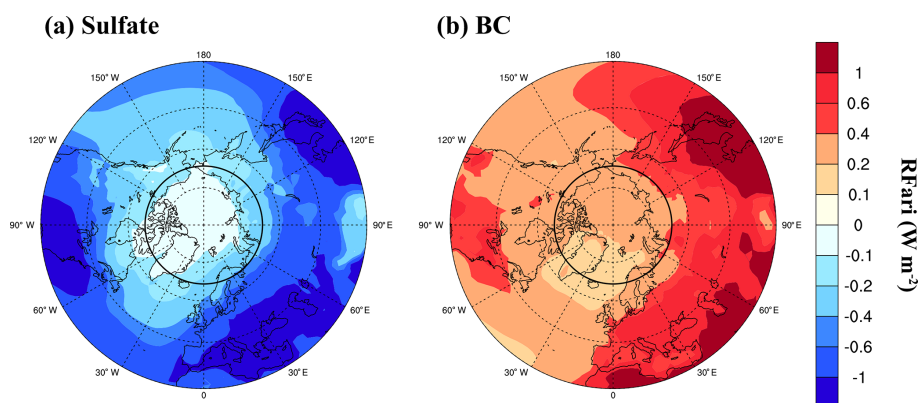 (a) Sulfate
(b) BC
180
150° W
150° E
120° W
120° E
90° W
90° E
60° W
60° E
30° W
30° E
0
180
150° W
150° E
120° W
120° E
90° W
90° E
60° W
60° E
30° W
30° E
0
1
0.6
0.4
0.2
0.1
0
-0.1
-0.2
-0.4
-0.6
-1
RFari (W m⁻²)